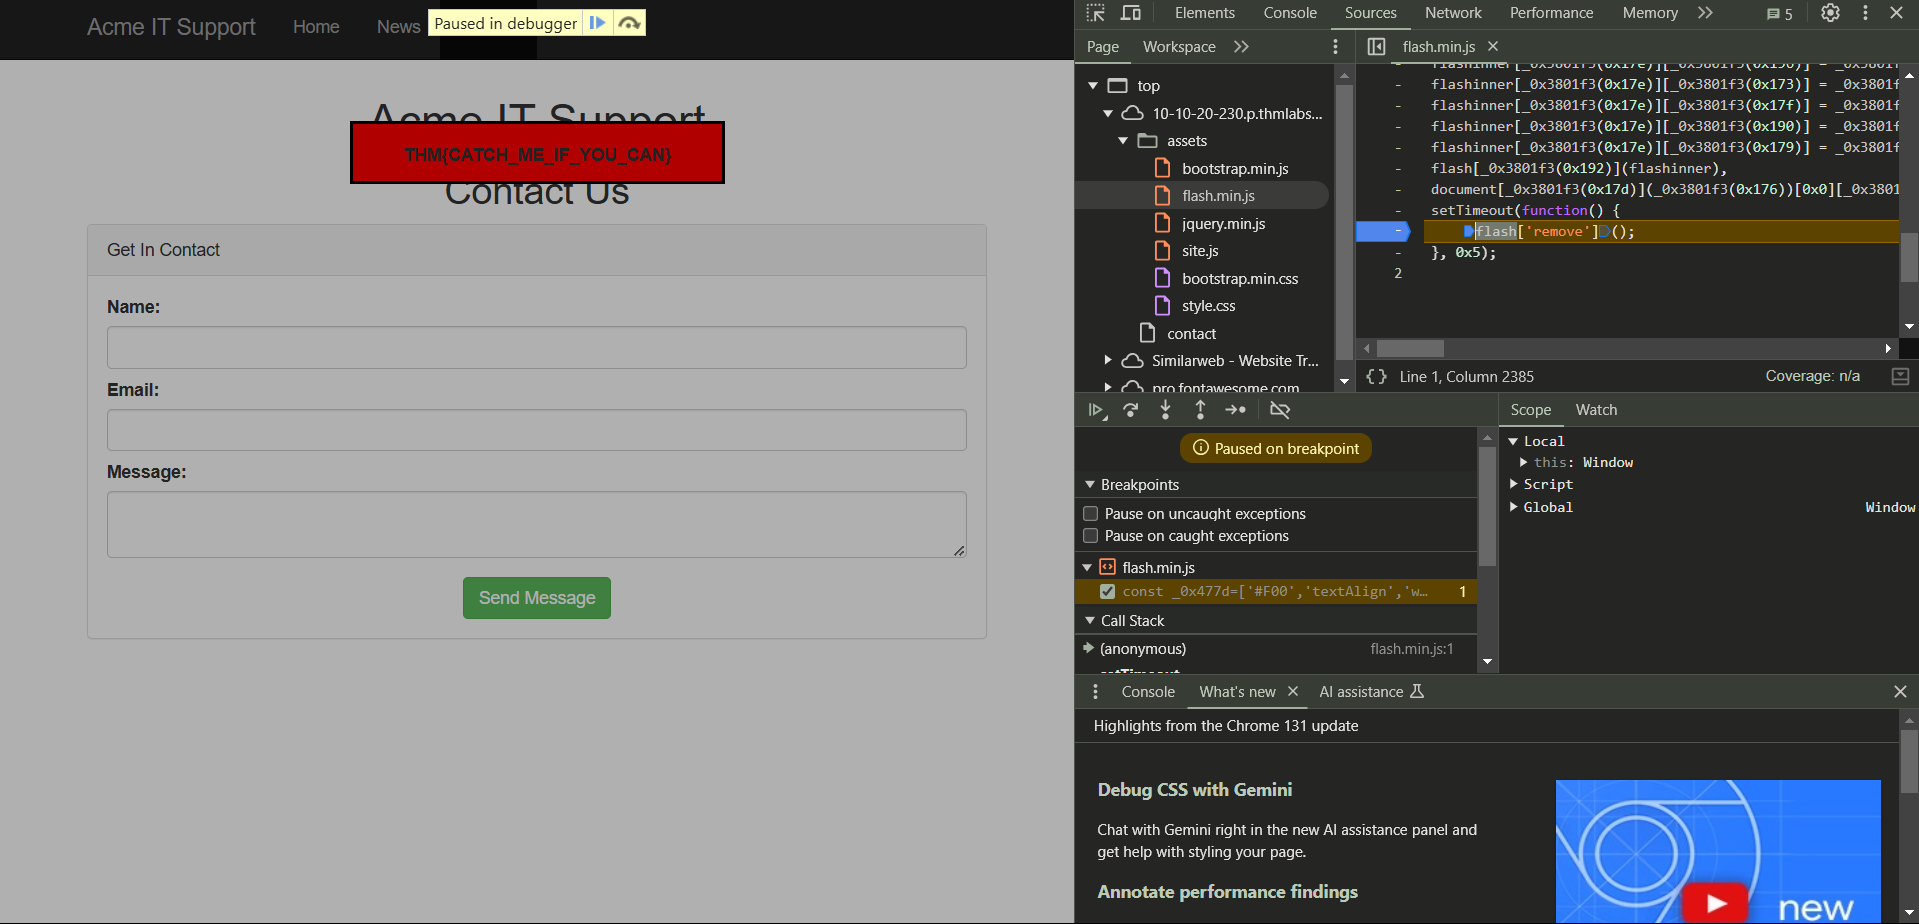 Acme IT Support
Home
News
Paused in debugger
Acme IT Support
THM{CATCH_ME_IF_YOU_CAN}
Contact Us
Get In Contact
Name:
Email:
Message:
Send Message
Elements
Console
Sources
Network
Performance
Memory
5
Page
Workspace
flash.min.js
top
10-10-20-230.p.thmlabs...
assets
bootstrap.min.js
flash.min.js
jquery.min.js
site.js
bootstrap.min.css
style.css
contact
Similarweb - Website Tr...
pro.fontawesome.com
flashinner[_0x3801f3(0x17e)][_0x3801f3(0x190)] = _0x3801f
- flashinner[_0x3801f3(0x17e)][_0x3801f3(0x173)] = _0x3801f
- flashinner[_0x3801f3(0x17e)][_0x3801f3(0x17f)] = _0x3801f
- flashinner[_0x3801f3(0x17e)][_0x3801f3(0x190)] = _0x3801f
- flashinner[_0x3801f3(0x17e)][_0x3801f3(0x179)] = _0x3801f
- flash[_0x3801f3(0x192)](flashinner),
- document[_0x3801f3(0x17d)](_0x3801f3(0x176))[0x0][_0x3801
- setTimeout(function() {
- flash['remove']();
- }, 0x5);
2
{} Line 1, Column 2385
Coverage: n/a
Paused on breakpoint
Breakpoints
Pause on uncaught exceptions
Pause on caught exceptions
flash.min.js
const _0x477d=['#F00','textAlign','w… 1
Call Stack
(anonymous)
flash.min.js:1
setTimeout
Scope
Watch
Local
this: Window
Script
Global
Window
Console
What's new
AI assistance
Highlights from the Chrome 131 update
Debug CSS with Gemini
Chat with Gemini right in the new AI assistance panel and
get help with styling your page.
Annotate performance findings
new